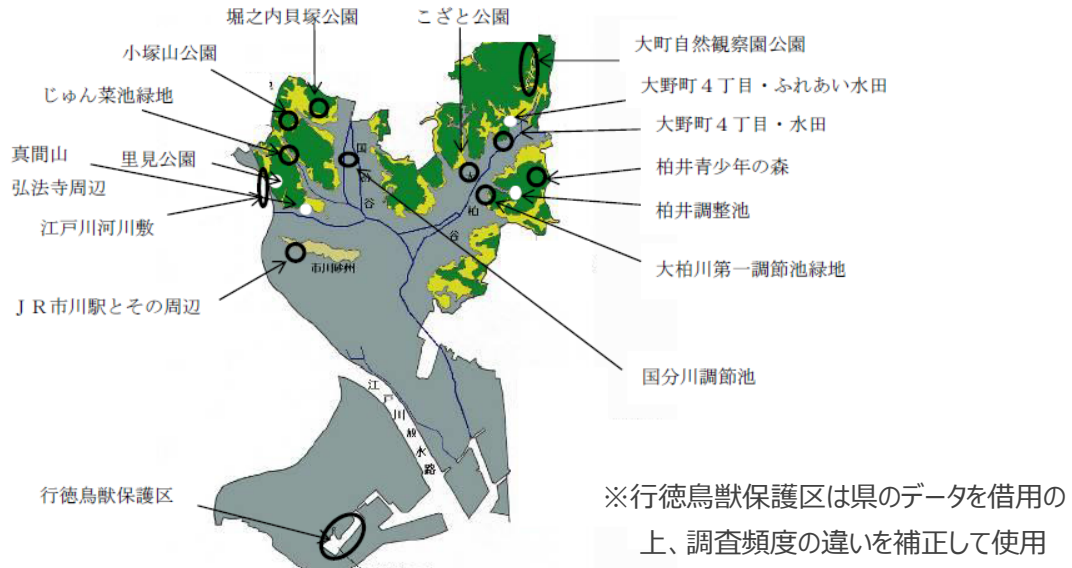 堀之内貝塚公園
こざと公園
小塚山公園
大町自然観察園公園
じゅん菜池緑地
大野町４丁目・ふれあい水田
大野町４丁目・水田
真間山
弘法寺周辺
里見公園
柏井青少年の森
江戸川河川敷
柏井調整池
市川砂州
大柏川第一調節池緑地
ＪＲ市川駅とその周辺
国分川調節池
江戸川放水路
行徳鳥獣保護区
※行徳鳥獣保護区は県のデータを借用の
上、調査頻度の違いを補正して使用